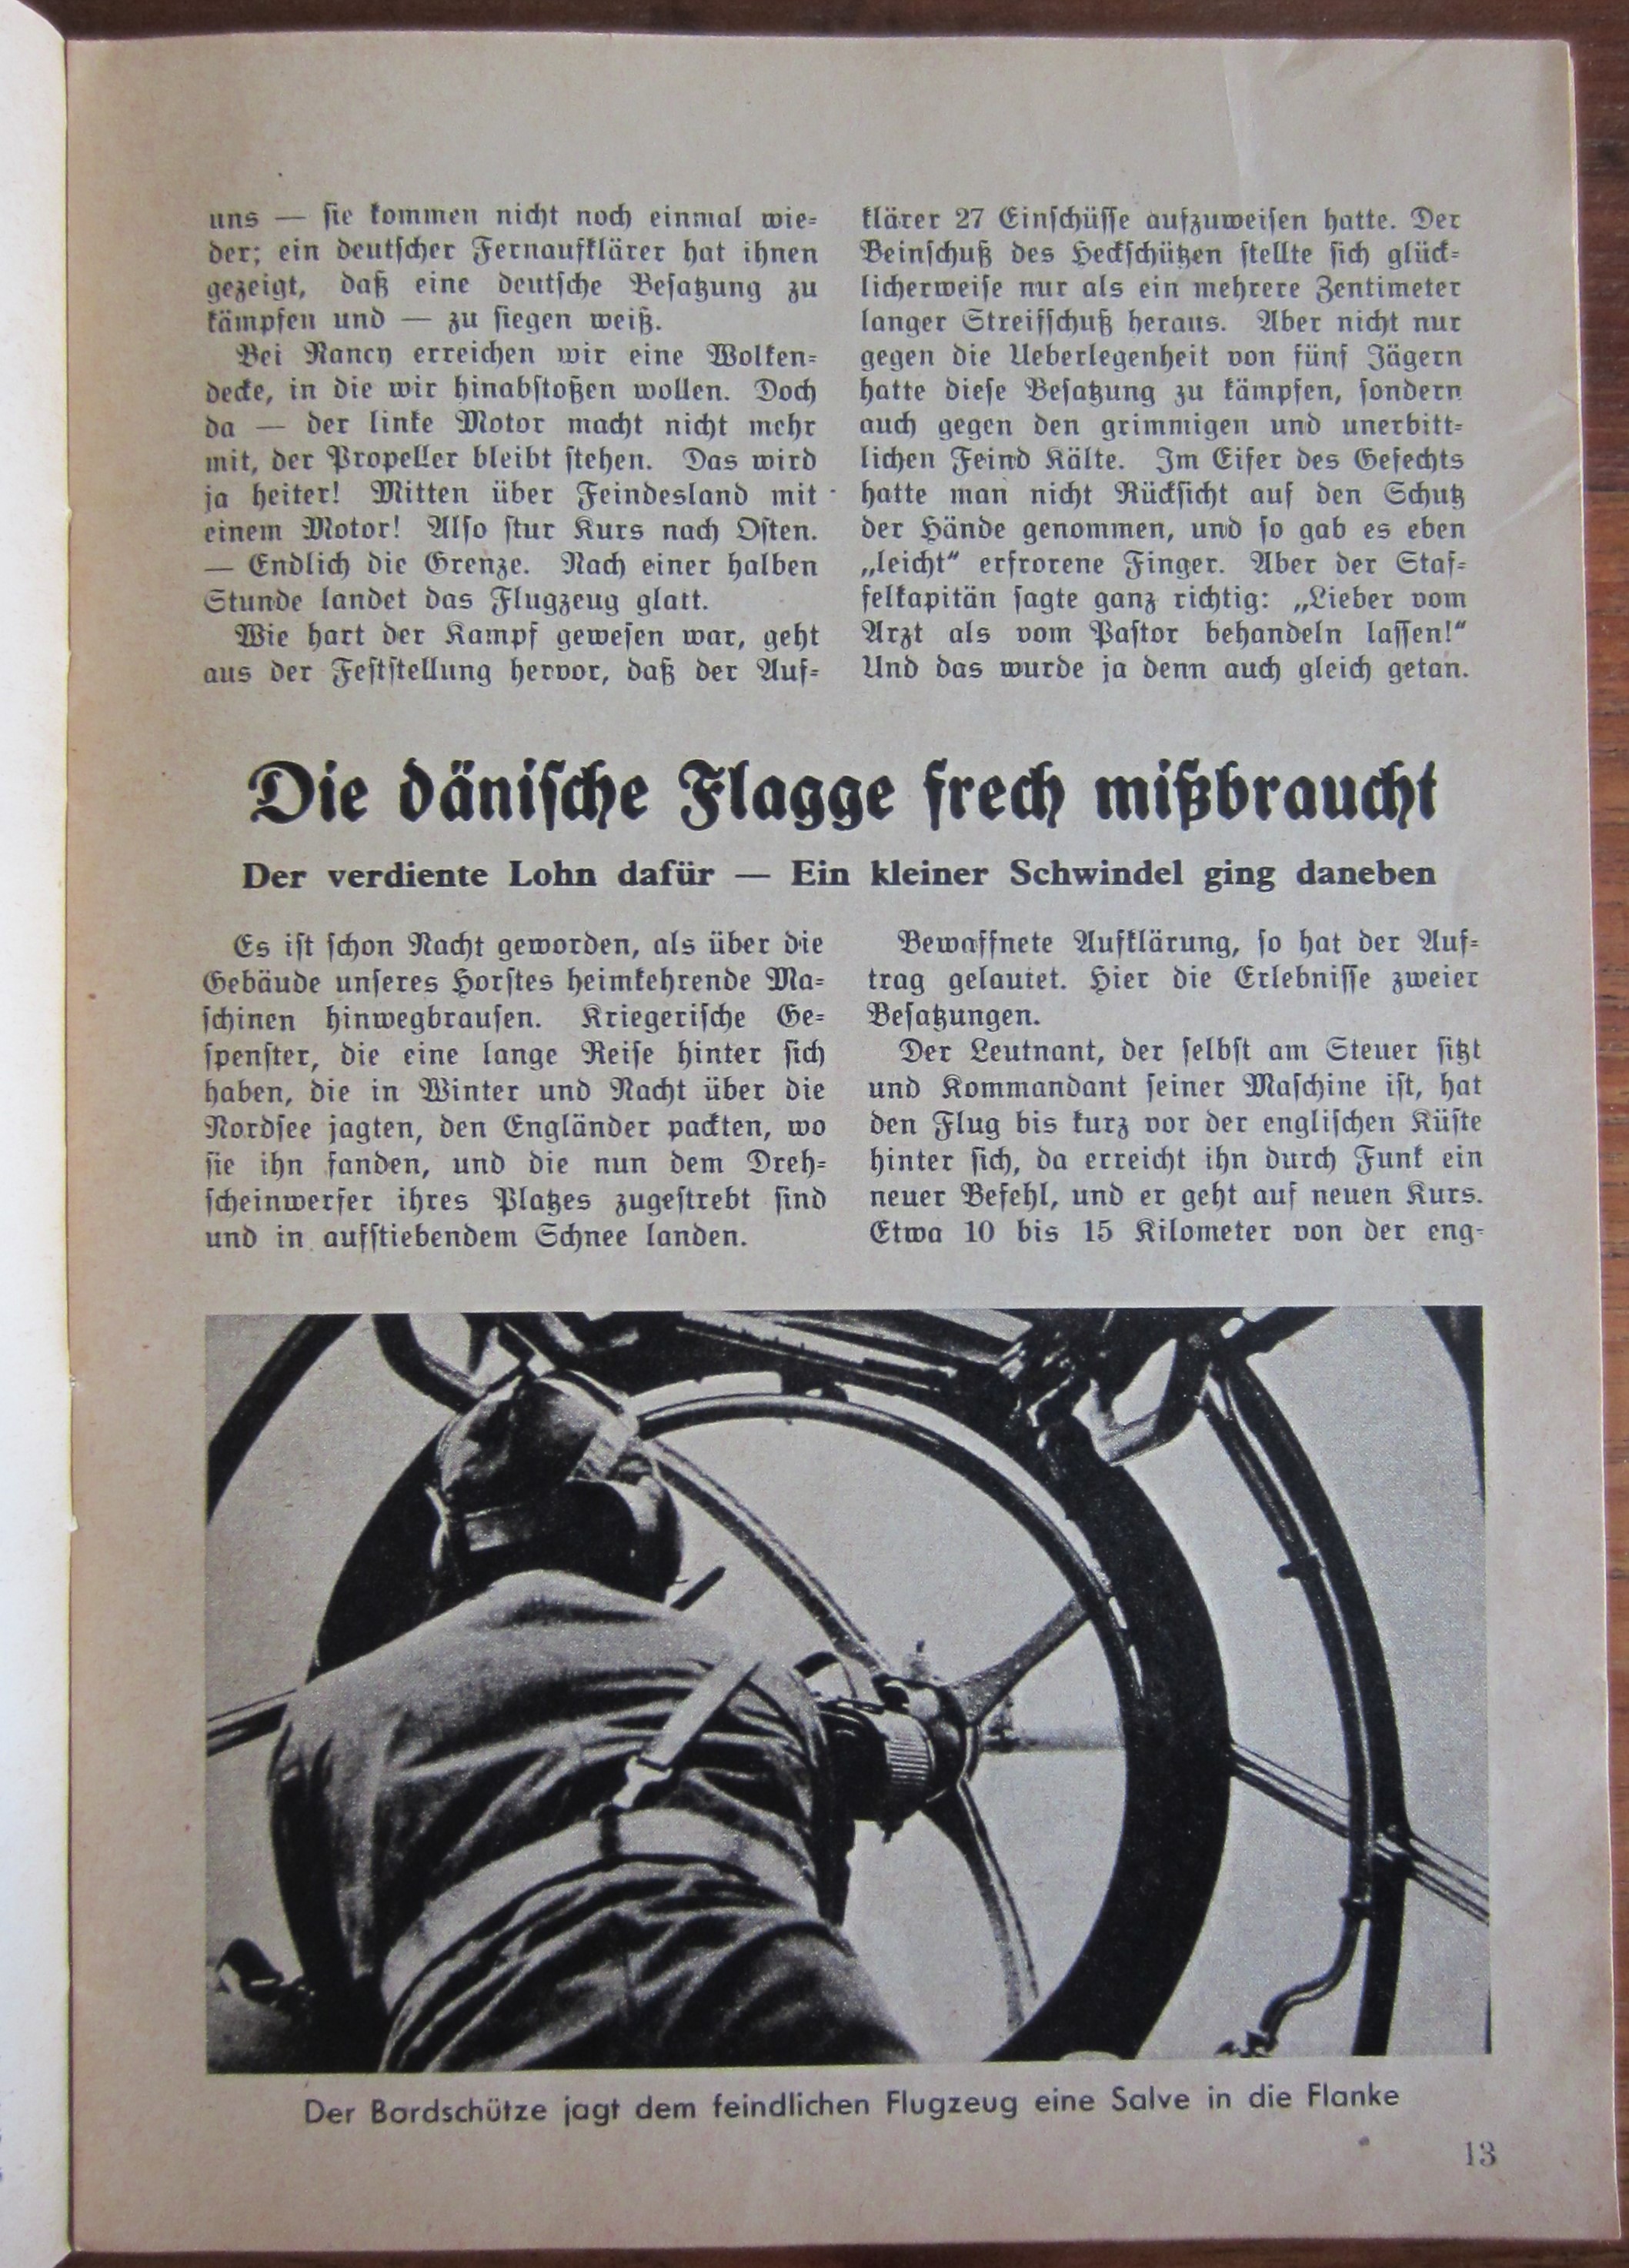 uns — sie kommen nicht noch einmal wie-
der; ein deutscher Fernaufklärer hat ihnen
gezeigt, daß eine deutsche Besatzung zu
kämpfen und — zu siegen weiß.
Bei Nancy erreichen wir eine Wolken-
decke, in die wir hinabstoßen wollen. Doch
da — der linke Motor macht nicht mehr
mit, der Propeller bleibt stehen. Das wird
ja heiter! Mitten über Feindesland mit
einem Motor! Also stur Kurs nach Osten.
— Endlich die Grenze. Nach einer halben
Stunde landet das Flugzeug glatt.
Wie hart der Kampf gewesen war, geht
aus der Feststellung hervor, daß der Auf-
klärer 27 Einschüsse aufzuweisen hatte. Der
Beinschuß des Heckschützen stellte sich glück-
licherweise nur als ein mehrere Zentimeter
langer Streifschuß heraus. Aber nicht nur
gegen die Ueberlegenheit von fünf Jägern
hatte diese Besatzung zu kämpfen, sondern
auch gegen den grimmigen und unerbitt-
lichen Feind Kälte. Im Eifer des Gefechts
hatte man nicht Rücksicht auf den Schutz
der Hände genommen, und so gab es eben
„leicht“ erfrorene Finger. Aber der Staf-
felkapitän sagte ganz richtig: „Lieber vom
Arzt als vom Pastor behandeln lassen!“
Und das wurde ja denn auch gleich getan.
Die dänische Flagge frech mißbraucht
Der verdiente Lohn dafür — Ein kleiner Schwindel ging daneben
Es ist schon Nacht geworden, als über die
Gebäude unseres Horstes heimkehrende Ma-
schinen hinwegbrausen. Kriegerische Ge-
spenster, die eine lange Reise hinter sich
haben, die in Winter und Nacht über die
Nordsee jagten, den Engländer packten, wo
sie ihn fanden, und die nun dem Dreh-
scheinwerfer ihres Platzes zugestrebt sind
und in aufstiebendem Schnee landen.
Bewaffnete Aufklärung, so hat der Auf-
trag gelautet. Hier die Erlebnisse zweier
Besatzungen.
Der Leutnant, der selbst am Steuer sitzt
und Kommandant seiner Maschine ist, hat
den Flug bis kurz vor der englischen Küste
hinter sich, da erreicht ihn durch Funk ein
neuer Befehl, und er geht auf neuen Kurs.
Etwa 10 bis 15 Kilometer von der eng-
Der Bordschütze jagt dem feindlichen Flugzeug eine Salve in die Flanke
13